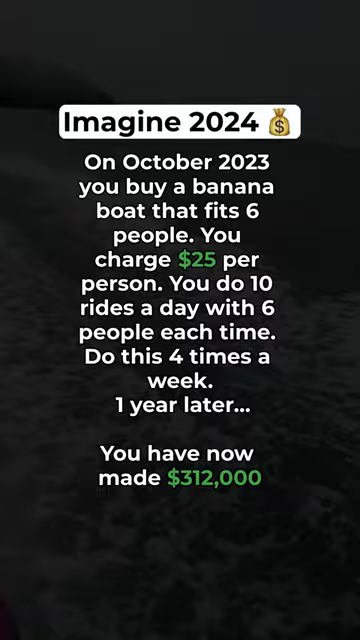 Imagine 2024 💰
On October 2023
you buy a banana
boat that fits 6
people. You
charge $25 per
person. You do 10
rides a day with 6
people each time.
Do this 4 times a
week.
1 year later...
You have now
made $312,000